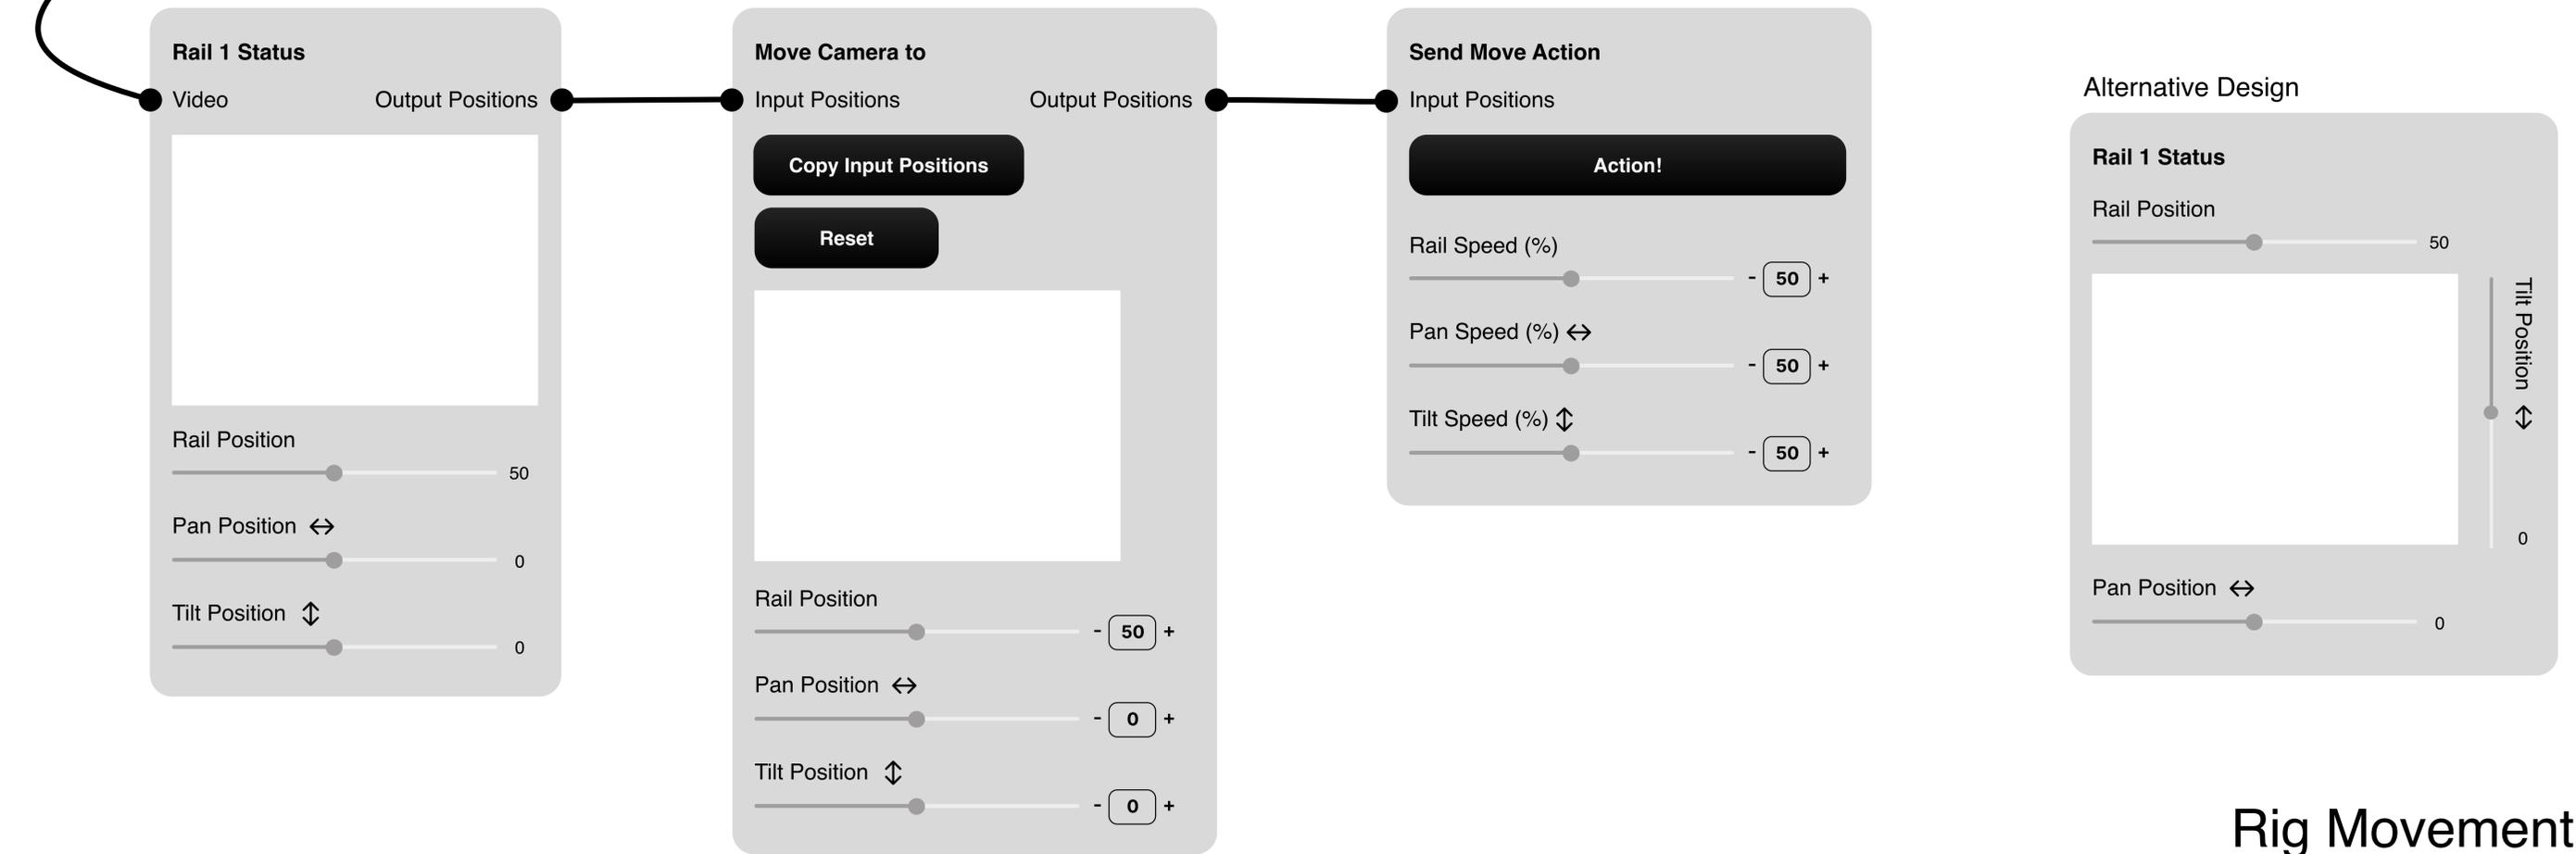 Rail 1 Status
Video
Output Positions
Rail Position
50
Pan Position ↔
0
Tilt Position ↕
0
Move Camera to
Input Positions
Output Positions
Copy Input Positions
Reset
Rail Position
- 50 +
Pan Position ↔
- 0 +
Tilt Position ↕
- 0 +
Send Move Action
Input Positions
Action!
Rail Speed (%)
- 50 +
Pan Speed (%) ↔
- 50 +
Tilt Speed (%) ↕
- 50 +
Alternative Design
Rail 1 Status
Rail Position
50
Tilt Position ↕
0
Pan Position ↔
0
Rig Movement